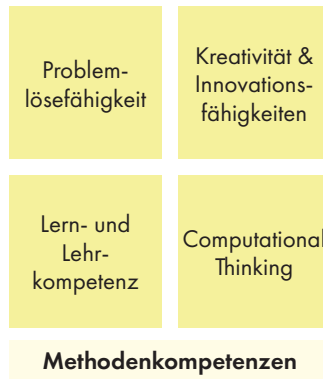 Problem-
lösefähigkeit
Kreativität &
Innovations-
fähigkeiten
Lern- und
Lehr-
kompetenz
Computational
Thinking
Methodenkompetenzen